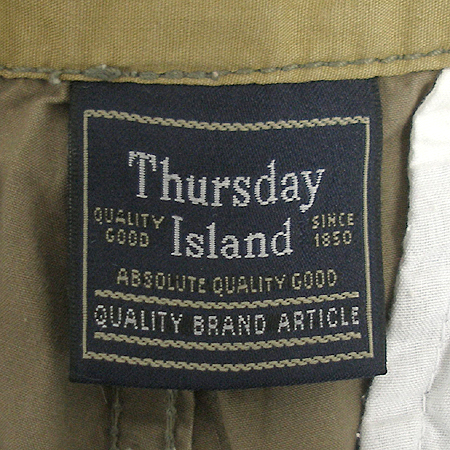 Thursday
QUALITY GOOD
Island
SINCE 1850
ABSOLUTE QUALITY GOOD
QUALITY BRAND ARTICLE